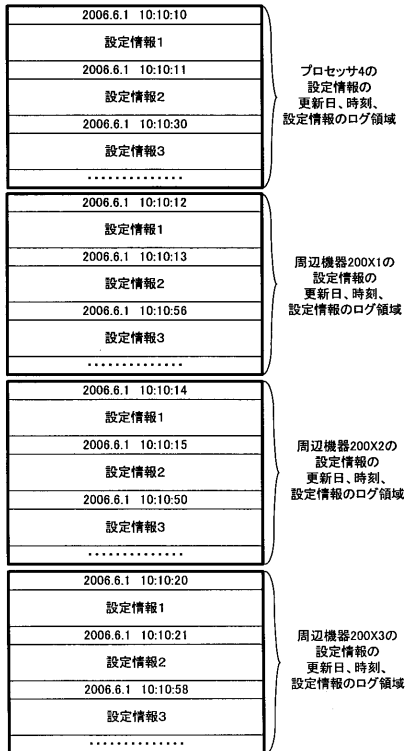 2006.6.1 10:10:10
設定情報1
2006.6.1 10:10:11
設定情報2
2006.6.1 10:10:30
設定情報3
・・・・・・・・・・・・・・
プロセッサ4の
設定情報の
更新日、時刻、
設定情報のログ領域
2006.6.1 10:10:12
設定情報1
2006.6.1 10:10:13
設定情報2
2006.6.1 10:10:56
設定情報3
・・・・・・・・・・・・・・
周辺機器200X1の
設定情報の
更新日、時刻、
設定情報のログ領域
2006.6.1 10:10:14
設定情報1
2006.6.1 10:10:15
設定情報2
2006.6.1 10:10:50
設定情報3
・・・・・・・・・・・・・・
周辺機器200X2の
設定情報の
更新日、時刻、
設定情報のログ領域
2006.6.1 10:10:20
設定情報1
2006.6.1 10:10:21
設定情報2
2006.6.1 10:10:58
設定情報3
・・・・・・・・・・・・・・
周辺機器200X3の
設定情報の
更新日、時刻、
設定情報のログ領域